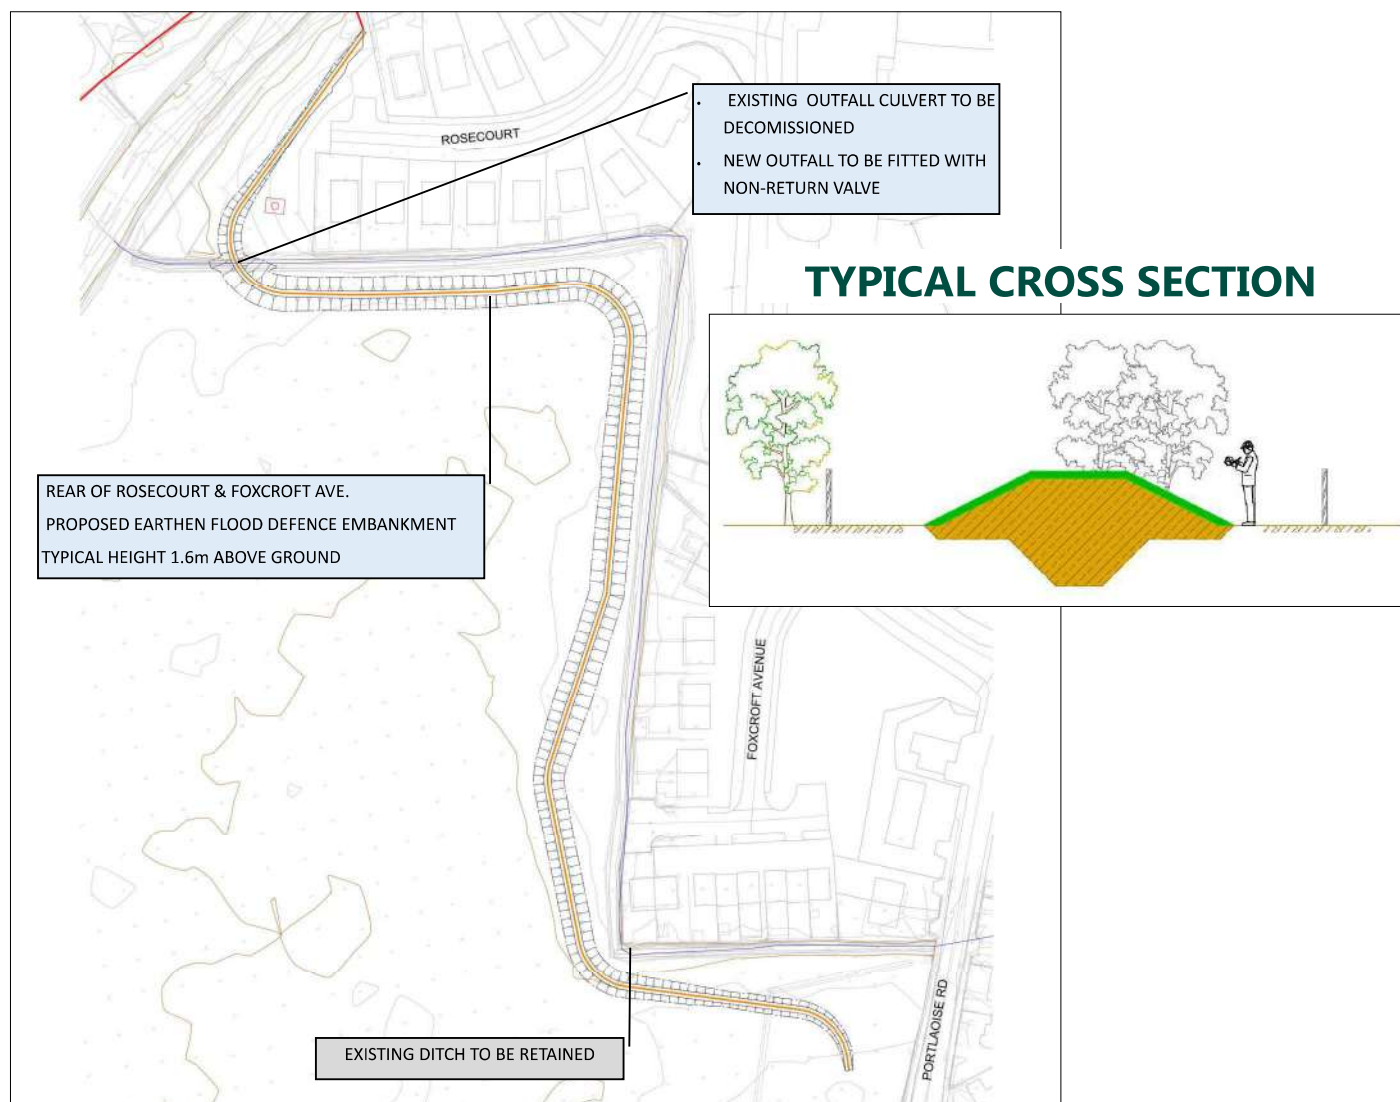 • EXISTING OUTFALL CULVERT TO BE
DECOMISSIONED
• NEW OUTFALL TO BE FITTED WITH
NON-RETURN VALVE
ROSECOURT
TYPICAL CROSS SECTION
REAR OF ROSECOURT & FOXCROFT AVE.
PROPOSED EARTHEN FLOOD DEFENCE EMBANKMENT
TYPICAL HEIGHT 1.6m ABOVE GROUND
FOXCROFT AVENUE
PORTLAOISE RD
EXISTING DITCH TO BE RETAINED